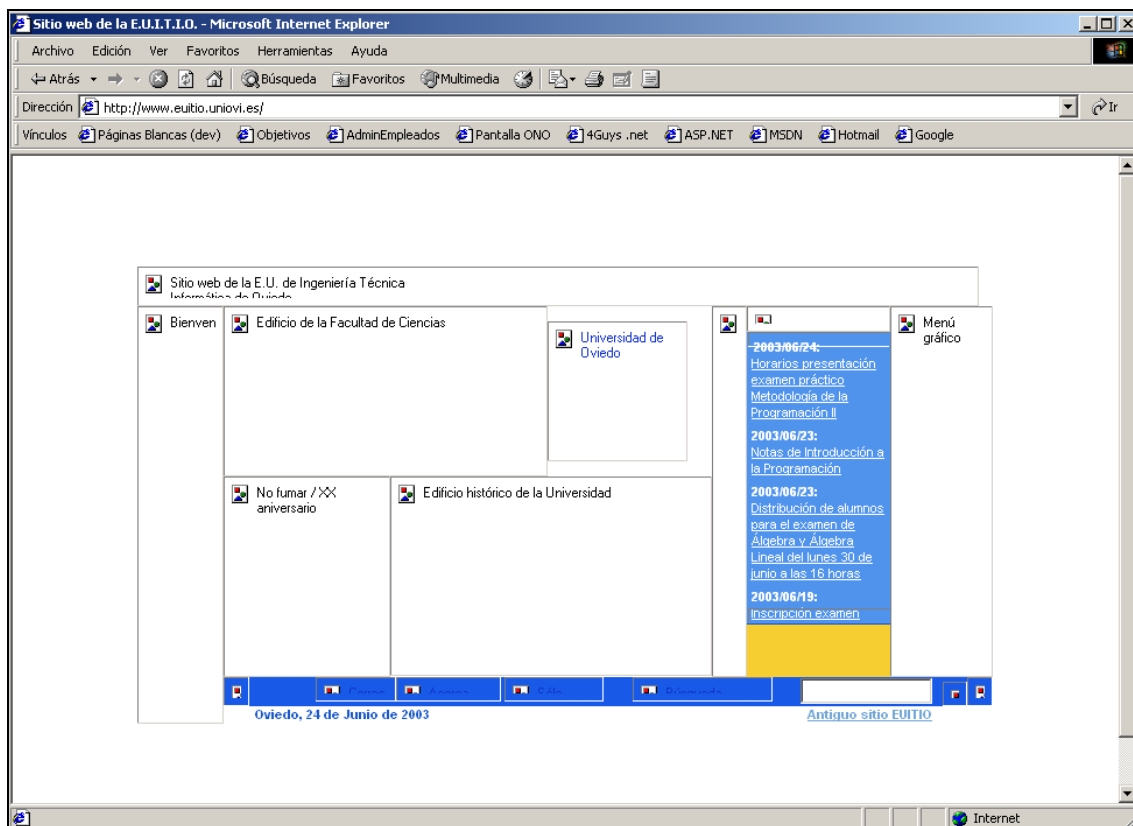 Sitio web de la E.U.I.T.I.O. - Microsoft Internet Explorer
Archivo Edición Ver Favoritos Herramientas Ayuda
Atrás Búsqueda Favoritos Multimedia
Dirección http://www.euitio.uniovi.es/ Ir
Vínculos Páginas Blancas (dev) Objetivos AdminEmpleados Pantalla ONO 4Guys .net ASP.NET MSDN Hotmail Google
Sitio web de la E.U. de Ingeniería Técnica
Informática de Oviedo
Bienven
Edificio de la Facultad de Ciencias
Universidad de
Oviedo
No fumar / XX
aniversario
Edificio histórico de la Universidad
2003/06/24:
Horarios presentación
examen práctico
Metodología de la
Programación II
2003/06/23:
Notas de Introducción a
la Programación
2003/06/23:
Distribución de alumnos
para el examen de
Álgebra y Álgebra
Lineal del lunes 30 de
junio a las 16 horas
2003/06/19:
Inscripción examen
Menú
gráfico
Oviedo, 24 de Junio de 2003
Antiguo sitio EUITIO
Internet